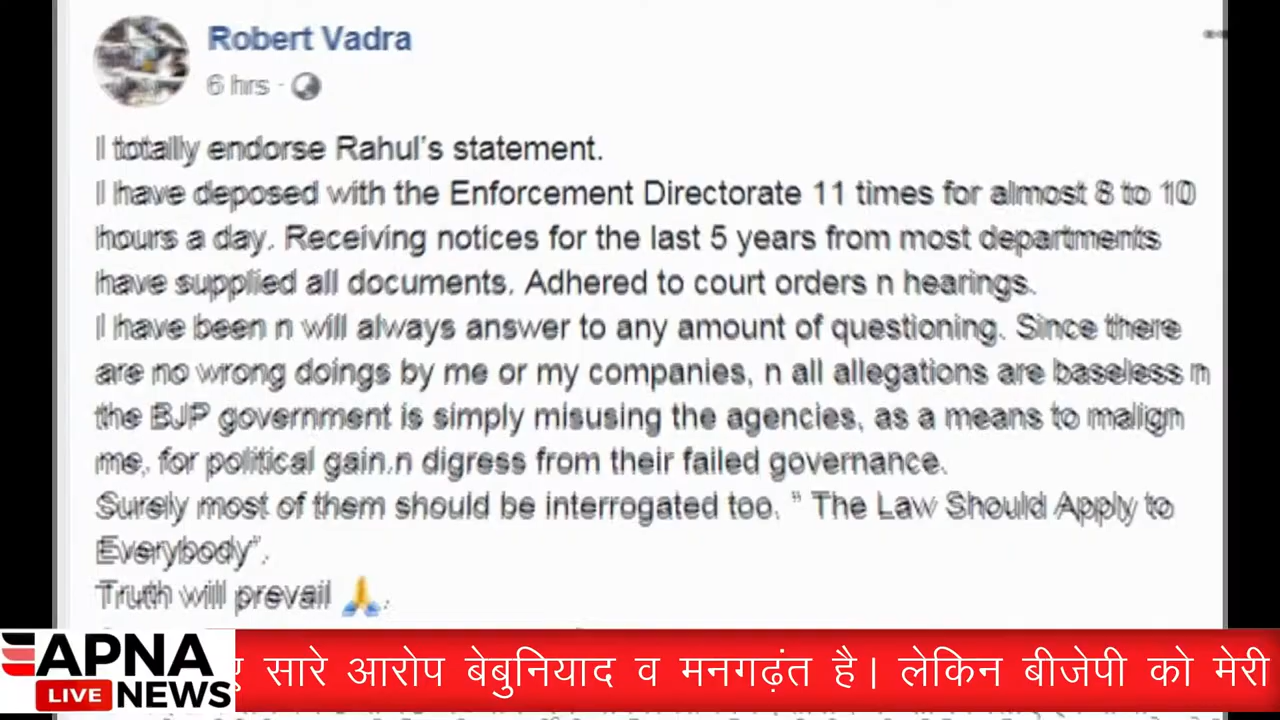 Robert Vadra
6 hrs ·
I totally endorse Rahul's statement.
I have deposed with the Enforcement Directorate 11 times for almost 8 to 10
hours a day. Receiving notices for the last 5 years from most departments
have supplied all documents. Adhered to court orders n hearings.
I have been n will always answer to any amount of questioning. Since there
are no wrong doings by me or my companies, n all allegations are baseless n
the BJP government is simply misusing the agencies, as a means to malign
me, for political gain.n digress from their failed governance.
Surely most of them should be interrogated too. " The Law Should Apply to
Everybody".
Truth will prevail 🙏.
सारे आरोप बेबुनियाद व मनगढ़ंत है। लेकिन बीजेपी को मेरी
APNA
LIVE NEWS